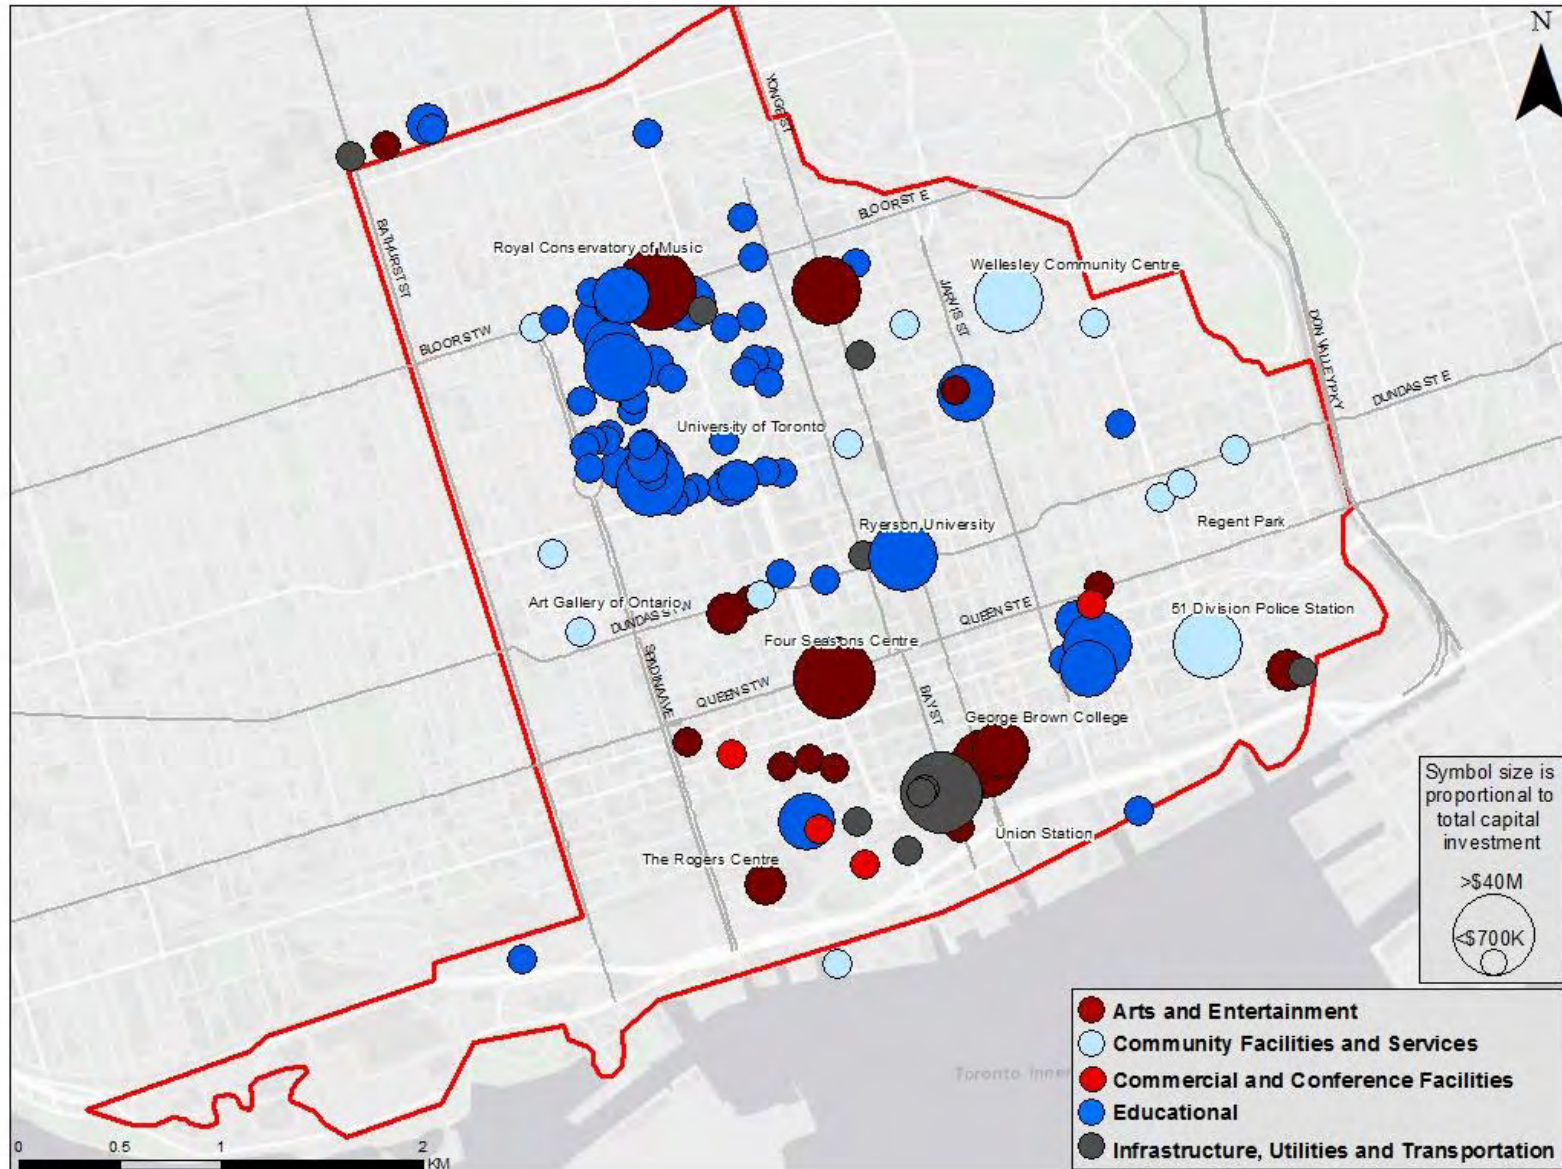 N
YONGE ST
BLOOR ST E
Royal Conservatory of Music
Wellesley Community Centre
BATHURST ST
JARVIS ST
DON VALLEY PKY
BLOOR ST W
DUNDAS ST E
University of Toronto
Ryerson University
Regent Park
Art Gallery of Ontario
DUNDAS ST W
51 Division Police Station
QUEEN ST E
Four Seasons Centre
SPADINA AVE
QUEEN ST W
BAY ST
George Brown College
Union Station
The Rogers Centre
Symbol size is
proportional to
total capital
investment
>$40M
<$700K
Arts and Entertainment
Community Facilities and Services
Commercial and Conference Facilities
Educational
Infrastructure, Utilities and Transportation
Toronto Inner
0 0.5 1 2
KM